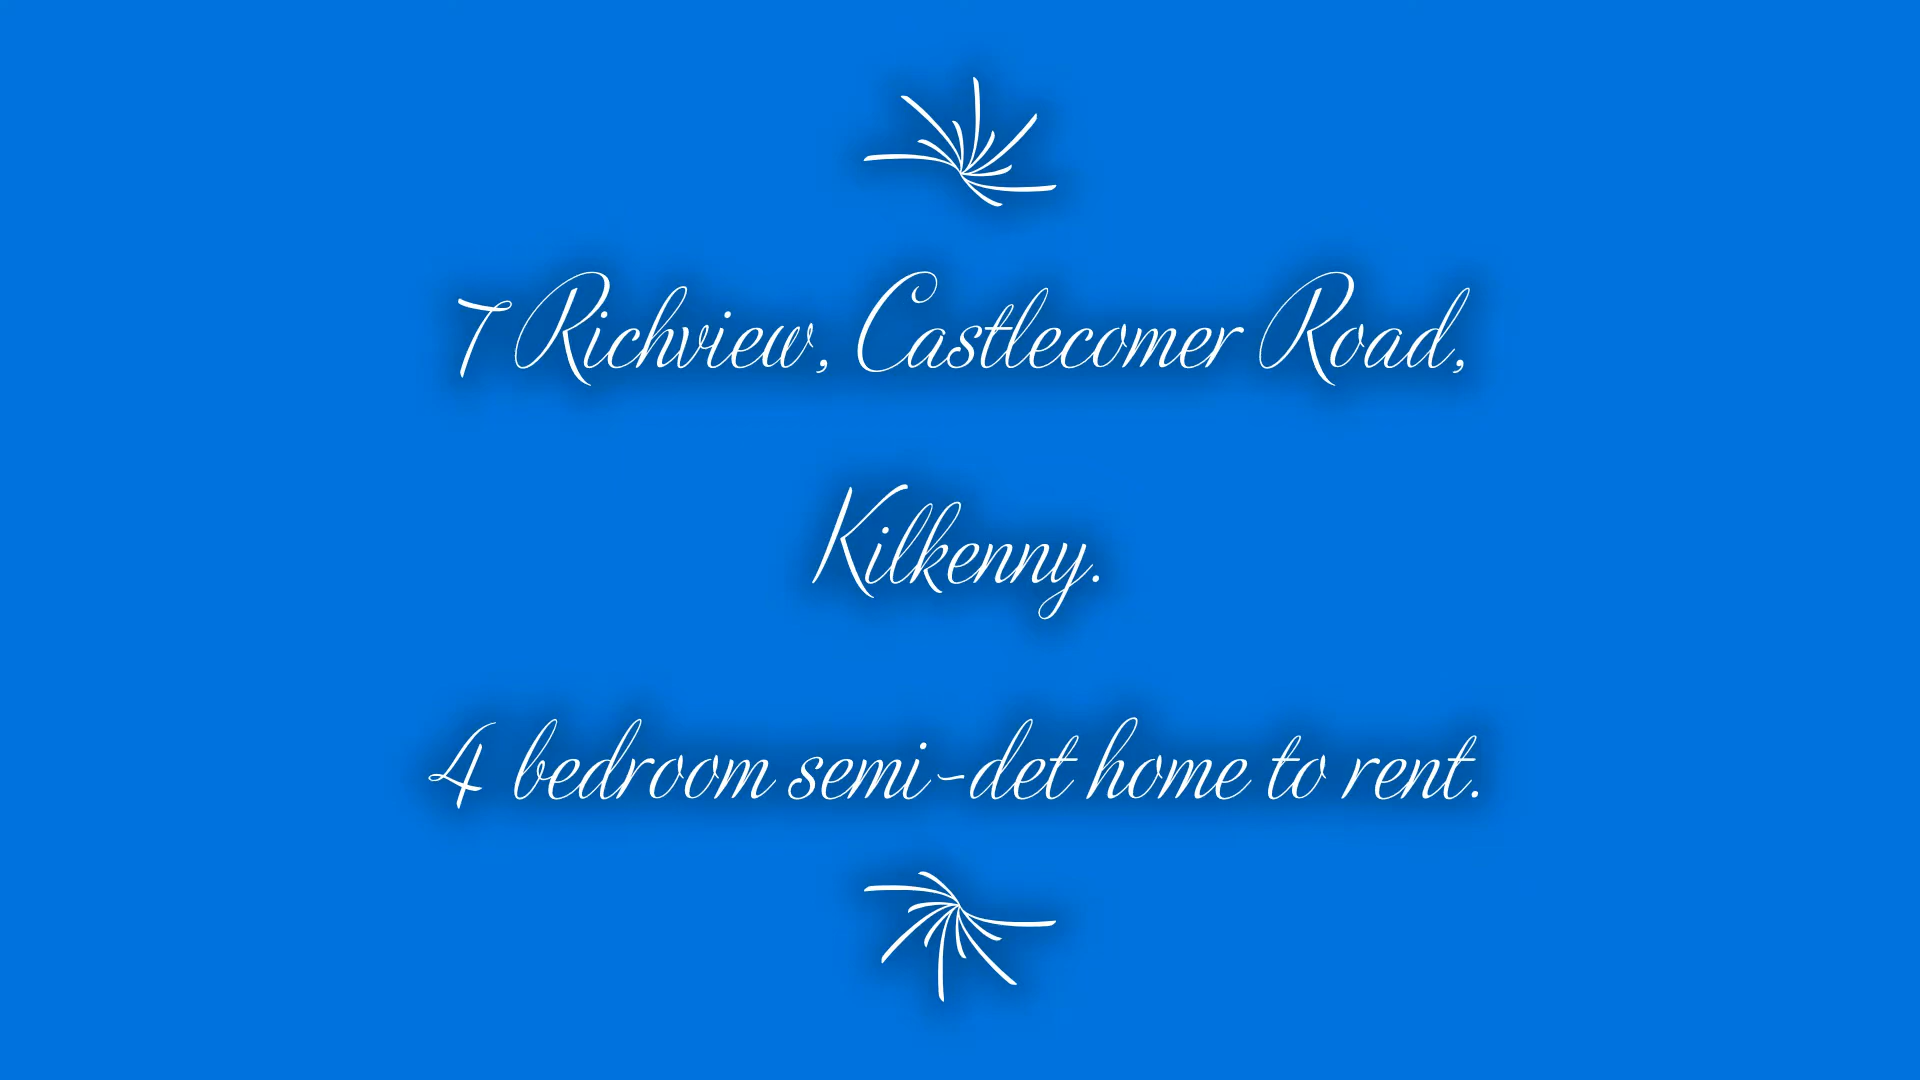 7 Richview, Castlecomer Road,
Kilkenny.
4 bedroom semi-det home to rent.